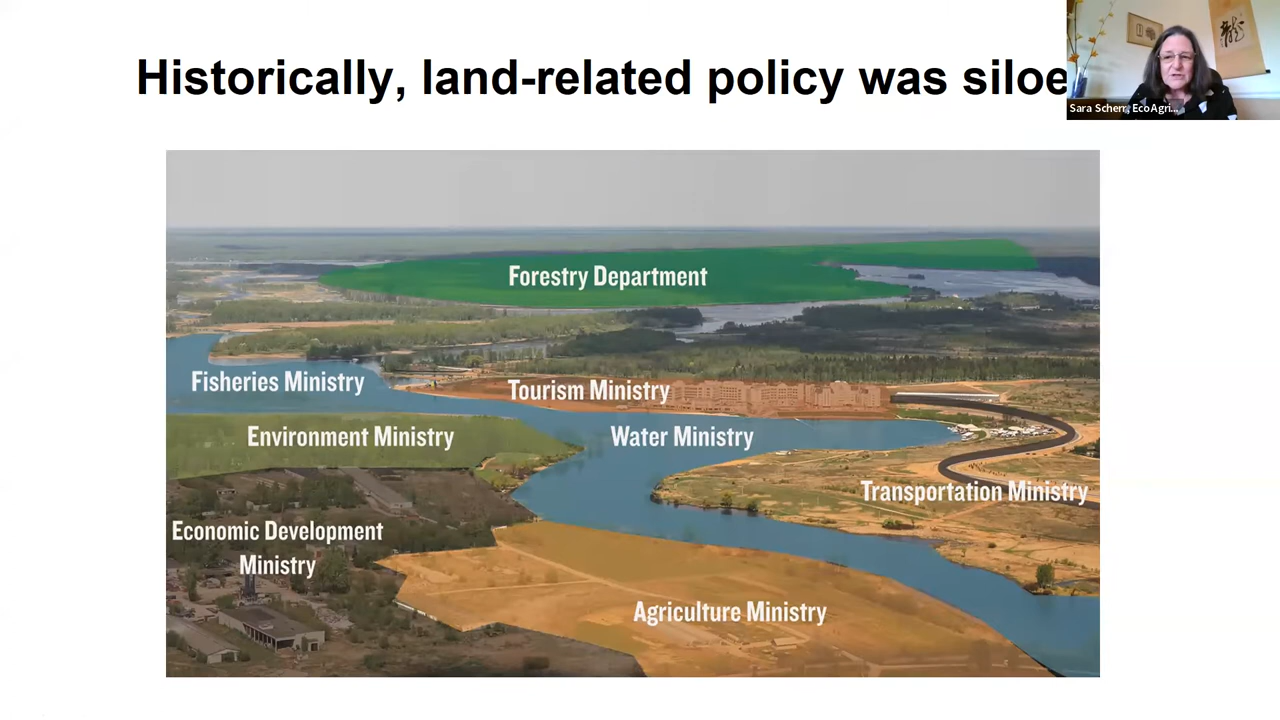 Historically, land-related policy was siloe
Sara Scherr, EcoAgri...
Forestry Department
Fisheries Ministry
Tourism Ministry
Environment Ministry
Water Ministry
Transportation Ministry
Economic Development
Ministry
Agriculture Ministry